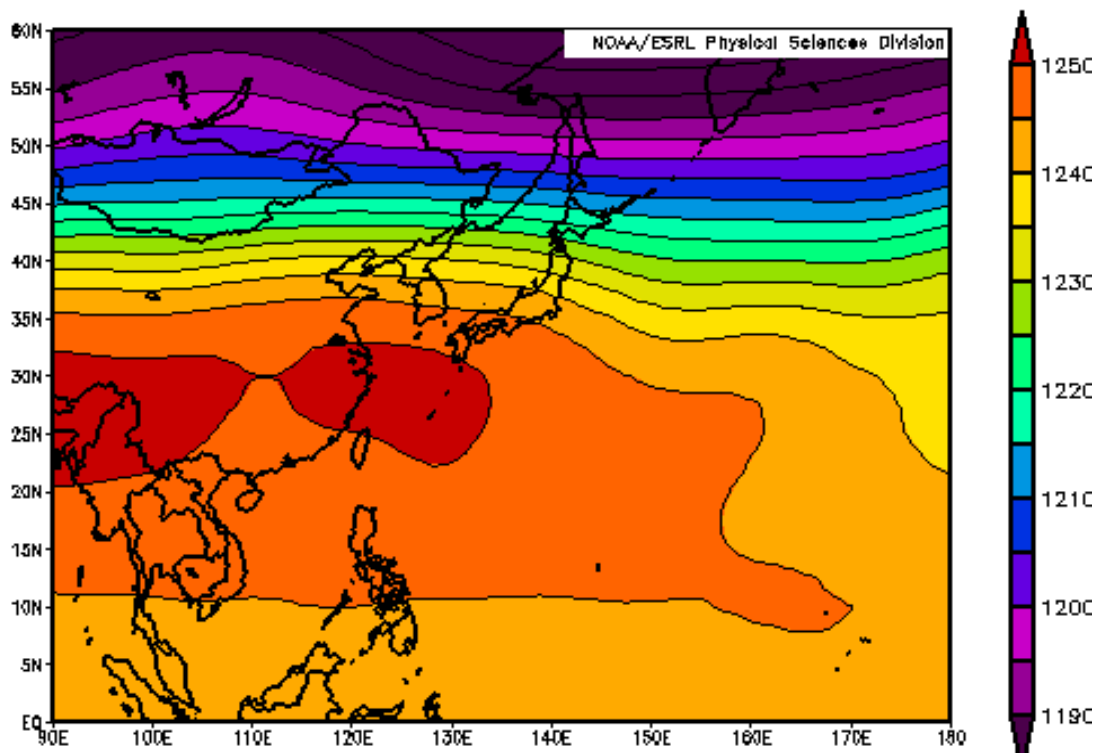 60N
NOAA/ESRL Physical Sciences Division
55N
50N
45N
40N
35N
30N
25N
20N
15N
10N
5N
EQ
90E 100E 110E 120E 130E 140E 150E 160E 170E 180
1250
1240
1230
1220
1210
1200
1190